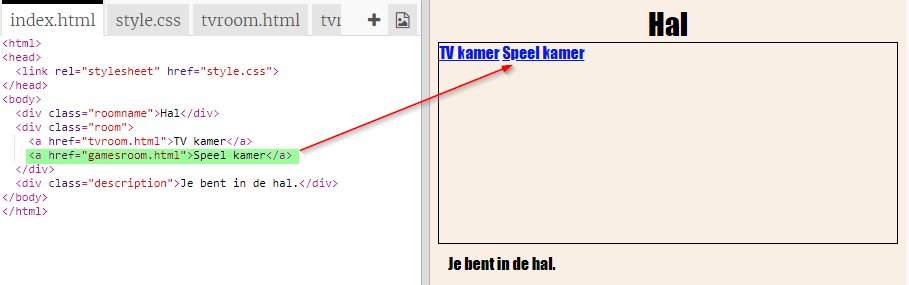 index.html style.css tvroom.html tvr
<html>
<head>
<link rel="stylesheet" href="style.css">
</head>
<body>
<div class="roomname">Hal</div>
<div class="room">
<a href="tvroom.html">TV kamer</a>
<a href="gamesroom.html">Speel kamer</a>
</div>
<div class="description">Je bent in de hal.</div>
</body>
</html>
Hal
TV kamer Speel kamer
Je bent in de hal.